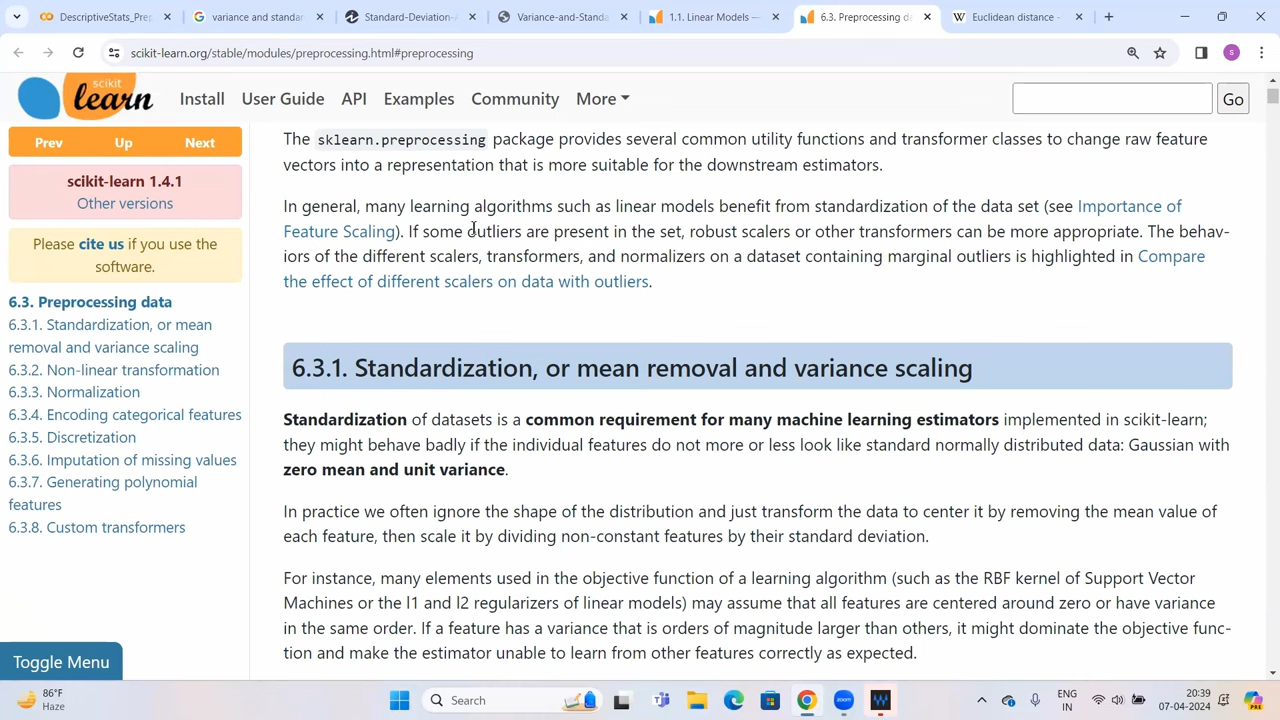 DescriptiveStats_Prep
variance and standar
Standard-Deviation-A
Variance-and-Standa
1.1. Linear Models —
6.3. Preprocessing da
Euclidean distance -
scikit-learn.org/stable/modules/preprocessing.html#preprocessing
S
scikit
learn
Install
User Guide
API
Examples
Community
More
Go
Prev
Up
Next
scikit-learn 1.4.1
Other versions
Please cite us if you use the
software.
6.3. Preprocessing data
6.3.1. Standardization, or mean
removal and variance scaling
6.3.2. Non-linear transformation
6.3.3. Normalization
6.3.4. Encoding categorical features
6.3.5. Discretization
6.3.6. Imputation of missing values
6.3.7. Generating polynomial
features
6.3.8. Custom transformers
Toggle Menu
The sklearn.preprocessing package provides several common utility functions and transformer classes to change raw feature
vectors into a representation that is more suitable for the downstream estimators.
In general, many learning algorithms such as linear models benefit from standardization of the data set (see Importance of
Feature Scaling). If some outliers are present in the set, robust scalers or other transformers can be more appropriate. The behav-
iors of the different scalers, transformers, and normalizers on a dataset containing marginal outliers is highlighted in Compare
the effect of different scalers on data with outliers.
6.3.1. Standardization, or mean removal and variance scaling
Standardization of datasets is a common requirement for many machine learning estimators implemented in scikit-learn;
they might behave badly if the individual features do not more or less look like standard normally distributed data: Gaussian with
zero mean and unit variance.
In practice we often ignore the shape of the distribution and just transform the data to center it by removing the mean value of
each feature, then scale it by dividing non-constant features by their standard deviation.
For instance, many elements used in the objective function of a learning algorithm (such as the RBF kernel of Support Vector
Machines or the l1 and l2 regularizers of linear models) may assume that all features are centered around zero or have variance
in the same order. If a feature has a variance that is orders of magnitude larger than others, it might dominate the objective func-
tion and make the estimator unable to learn from other features correctly as expected.
86°F
Haze
Search
ENG
IN
20:39
07-04-2024